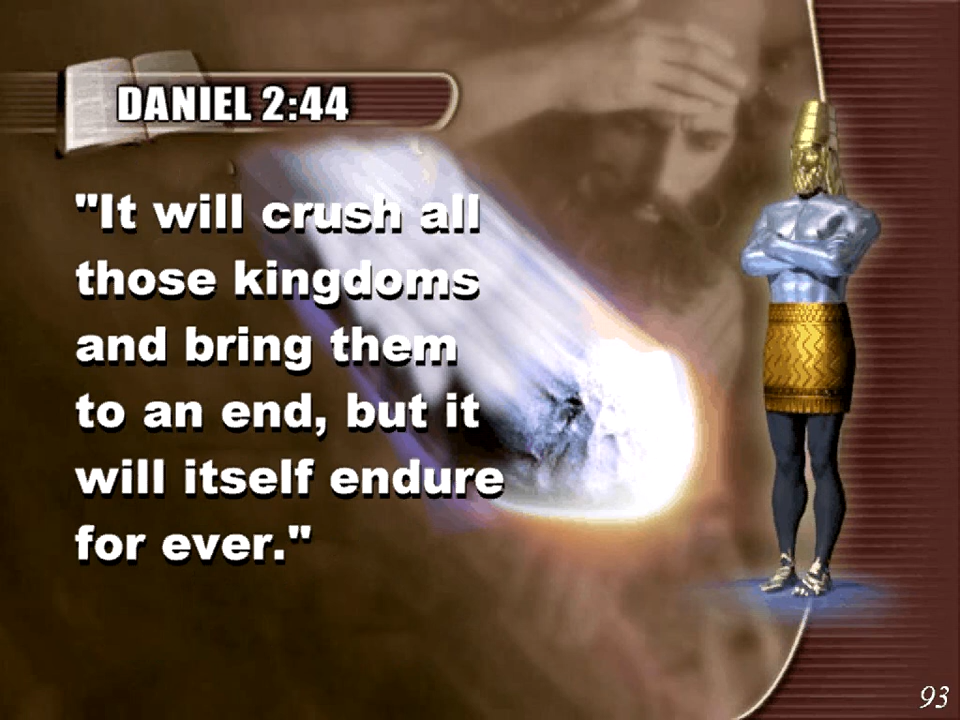 DANIEL 2:44
"It will crush all
those kingdoms
and bring them
to an end, but it
will itself endure
for ever."
93